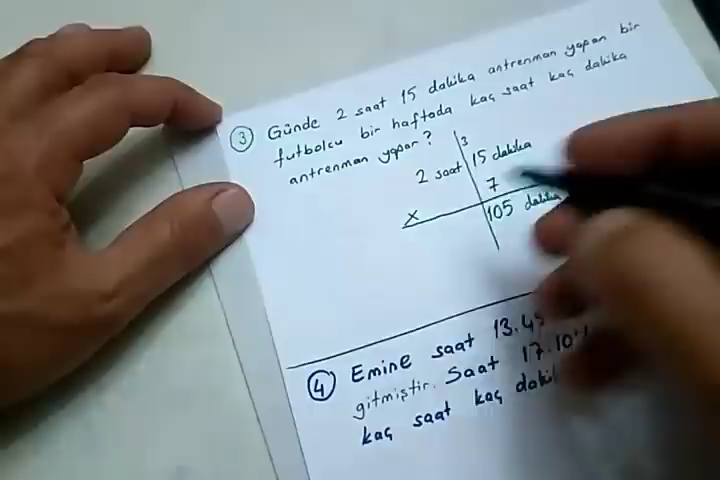 3 Günde 2 saat 15 dakika antrenman yapan bir
futbolcu bir haftada kaç saat kaç dakika
antrenman yapar?
3
2 saat 15 dakika
7
x
105 dakika
4 Emine saat 13.45
gitmiştir. Saat 17.10
kaç saat kaç